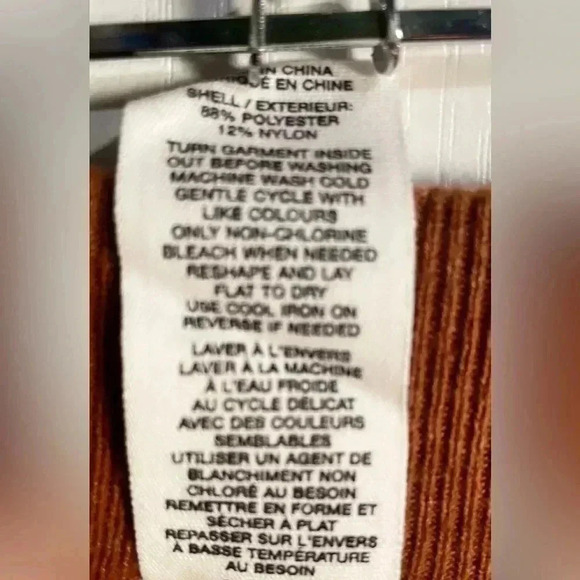 IN CHINA
EN CHINE
SHELL / EXTERIEUR:
88% POLYESTER
12% NYLON
TURN GARMENT INSIDE
OUT BEFORE WASHING
MACHINE WASH COLD
GENTLE CYCLE WITH
LIKE COLOURS
ONLY NON-CHLORINE
BLEACH WHEN NEEDED
RESHAPE AND LAY
FLAT TO DRY
USE COOL IRON ON
REVERSE IF NEEDED
LAVER À L'ENVERS
LAVER À LA MACHINE
À L'EAU FROIDE
AU CYCLE DÉLICAT
AVEC DES COULEURS
SEMBLABLES
UTILISER UN AGENT DE
BLANCHIMENT NON
CHLORÉ AU BESOIN
REMETTRE EN FORME ET
SÉCHER À PLAT
REPASSER SUR L'ENVERS
À BASSE TEMPÉRATURE
AU BESOIN